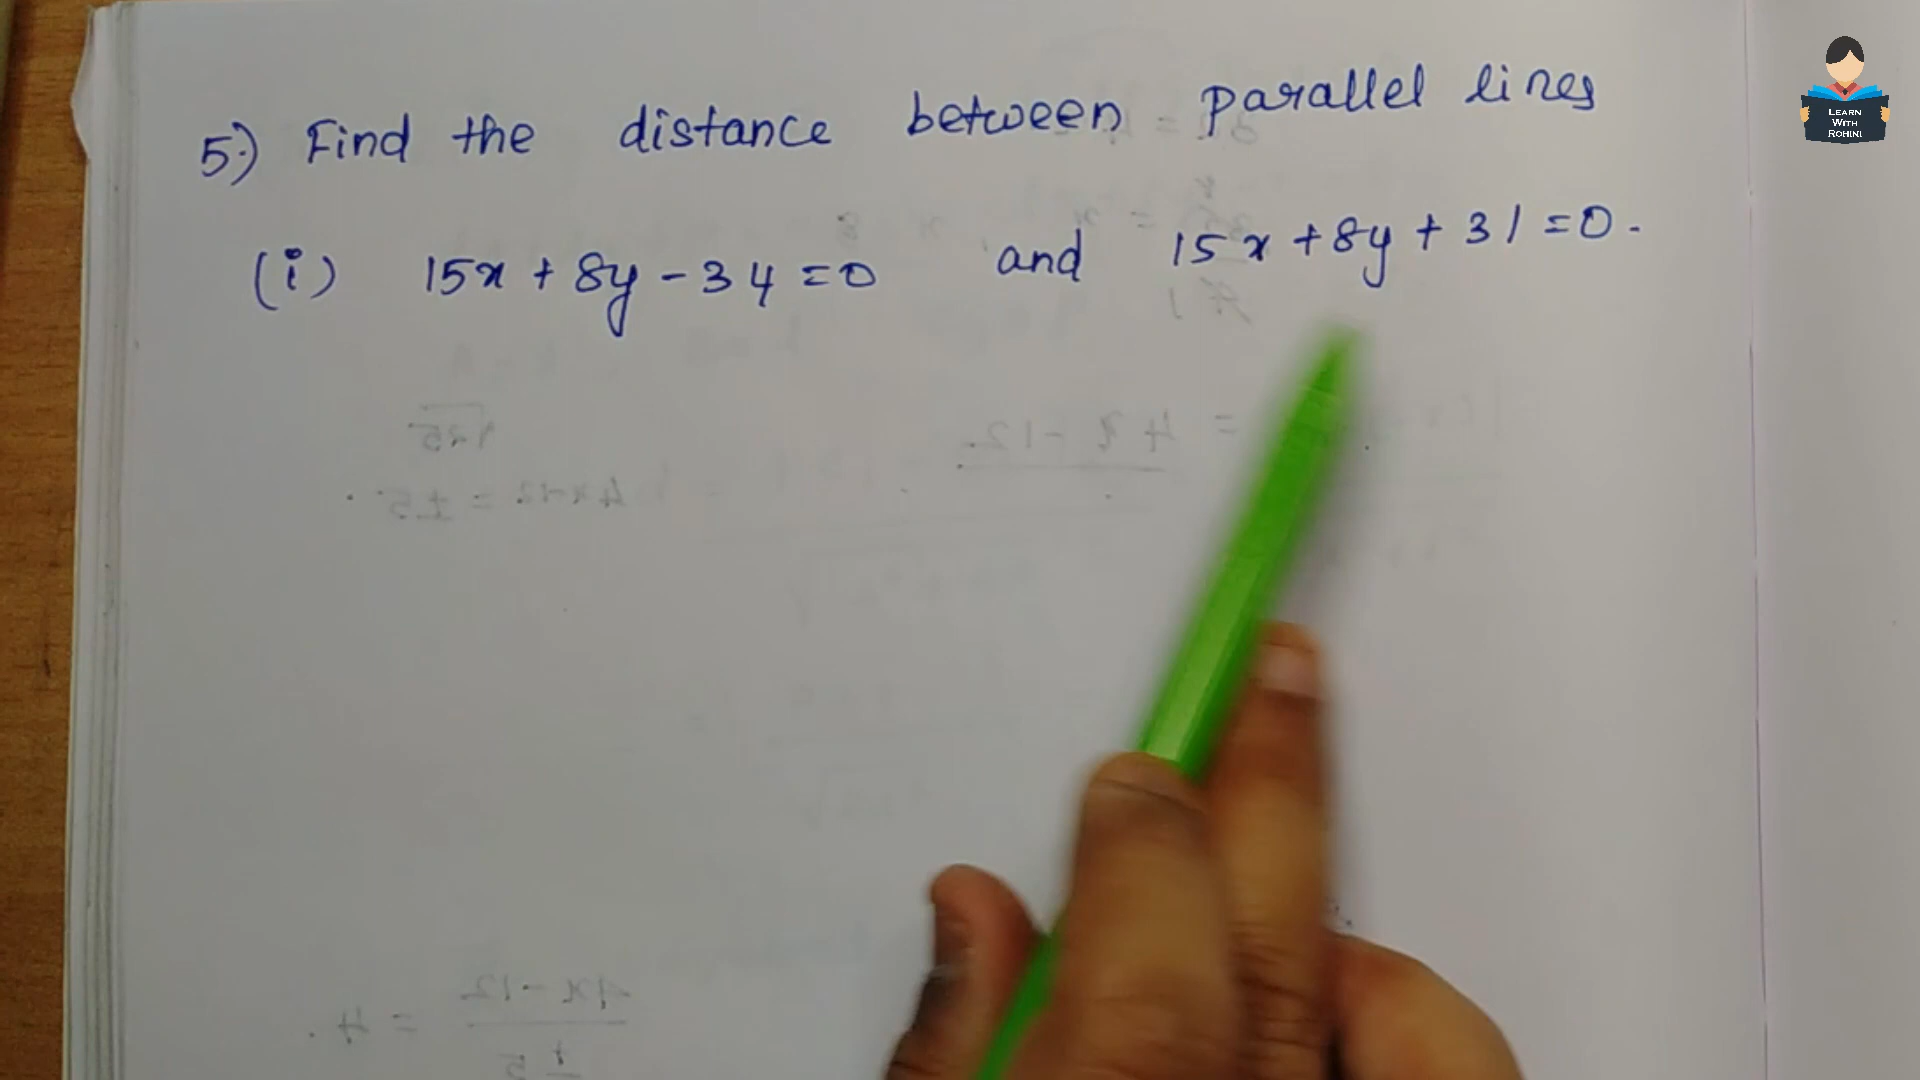 5.) Find the distance between parallel lines
(i) 15x + 8y - 34 = 0 and 15x + 8y + 31 = 0.
LEARN
WITH
ROHINI